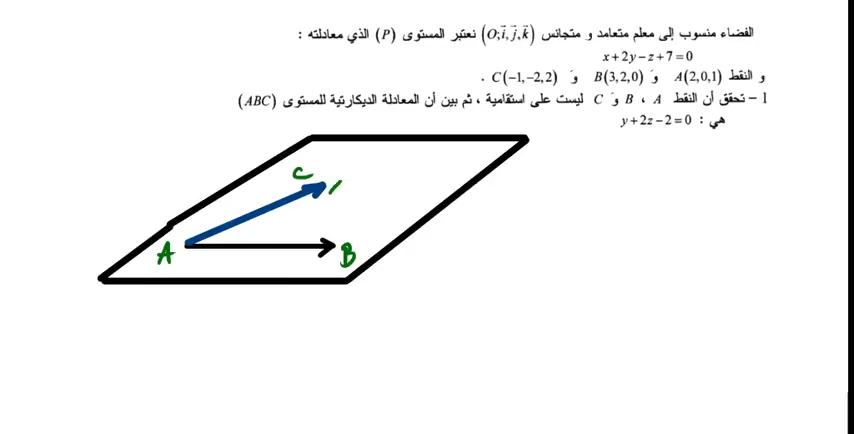 الفضاء منسوب إلى معلم متعامد و متجانس (O;i⃗,j⃗,k⃗) نعتبر المستوى (P) الذي معادلته :
x+2y−z+7=0
و النقط A(2,0,1) وَ B(3,2,0) وَ C(−1,−2,2) .
1 – تحقق أن النقط A ، B وَ C ليست على استقامية ، ثم بين أن المعادلة الديكارتية للمستوى (ABC)
هي : y+2z−2=0
C
A
B